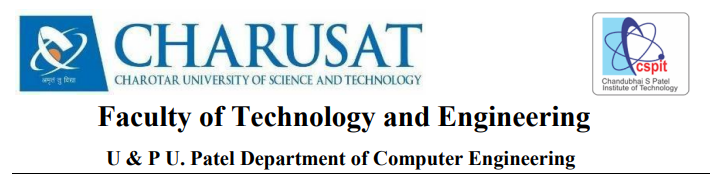 CHARUSAT
CHAROTAR UNIVERSITY OF SCIENCE AND TECHNOLOGY
अमृतं तु विद्या
cspit
Chandubhai S Patel
Institute of Technology
Faculty of Technology and Engineering
U & P U. Patel Department of Computer Engineering